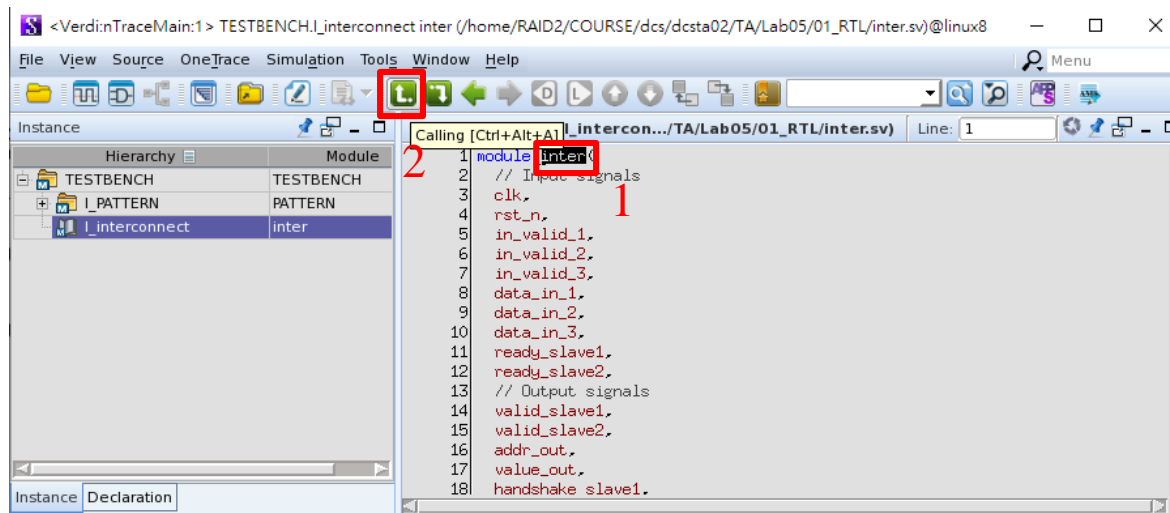 <Verdi:nTraceMain:1> TESTBENCH.I_interconnect inter (/home/RAID2/COURSE/dcs/dcsta02/TA/Lab05/01_RTL/inter.sv)@linux8
File View Source OneTrace Simulation Tools Window Help Menu
Instance
Calling [Ctrl+Alt+A] I_intercon.../TA/Lab05/01_RTL/inter.sv) Line: 1
Hierarchy Module
TESTBENCH TESTBENCH
I_PATTERN PATTERN
I_interconnect inter
2
1
1 module inter(
2 // Input signals
3 clk,
4 rst_n,
5 in_valid_1,
6 in_valid_2,
7 in_valid_3,
8 data_in_1,
9 data_in_2,
10 data_in_3,
11 ready_slave1,
12 ready_slave2,
13 // Output signals
14 valid_slave1,
15 valid_slave2,
16 addr_out,
17 value_out,
18 handshake_slave1,
Instance Declaration